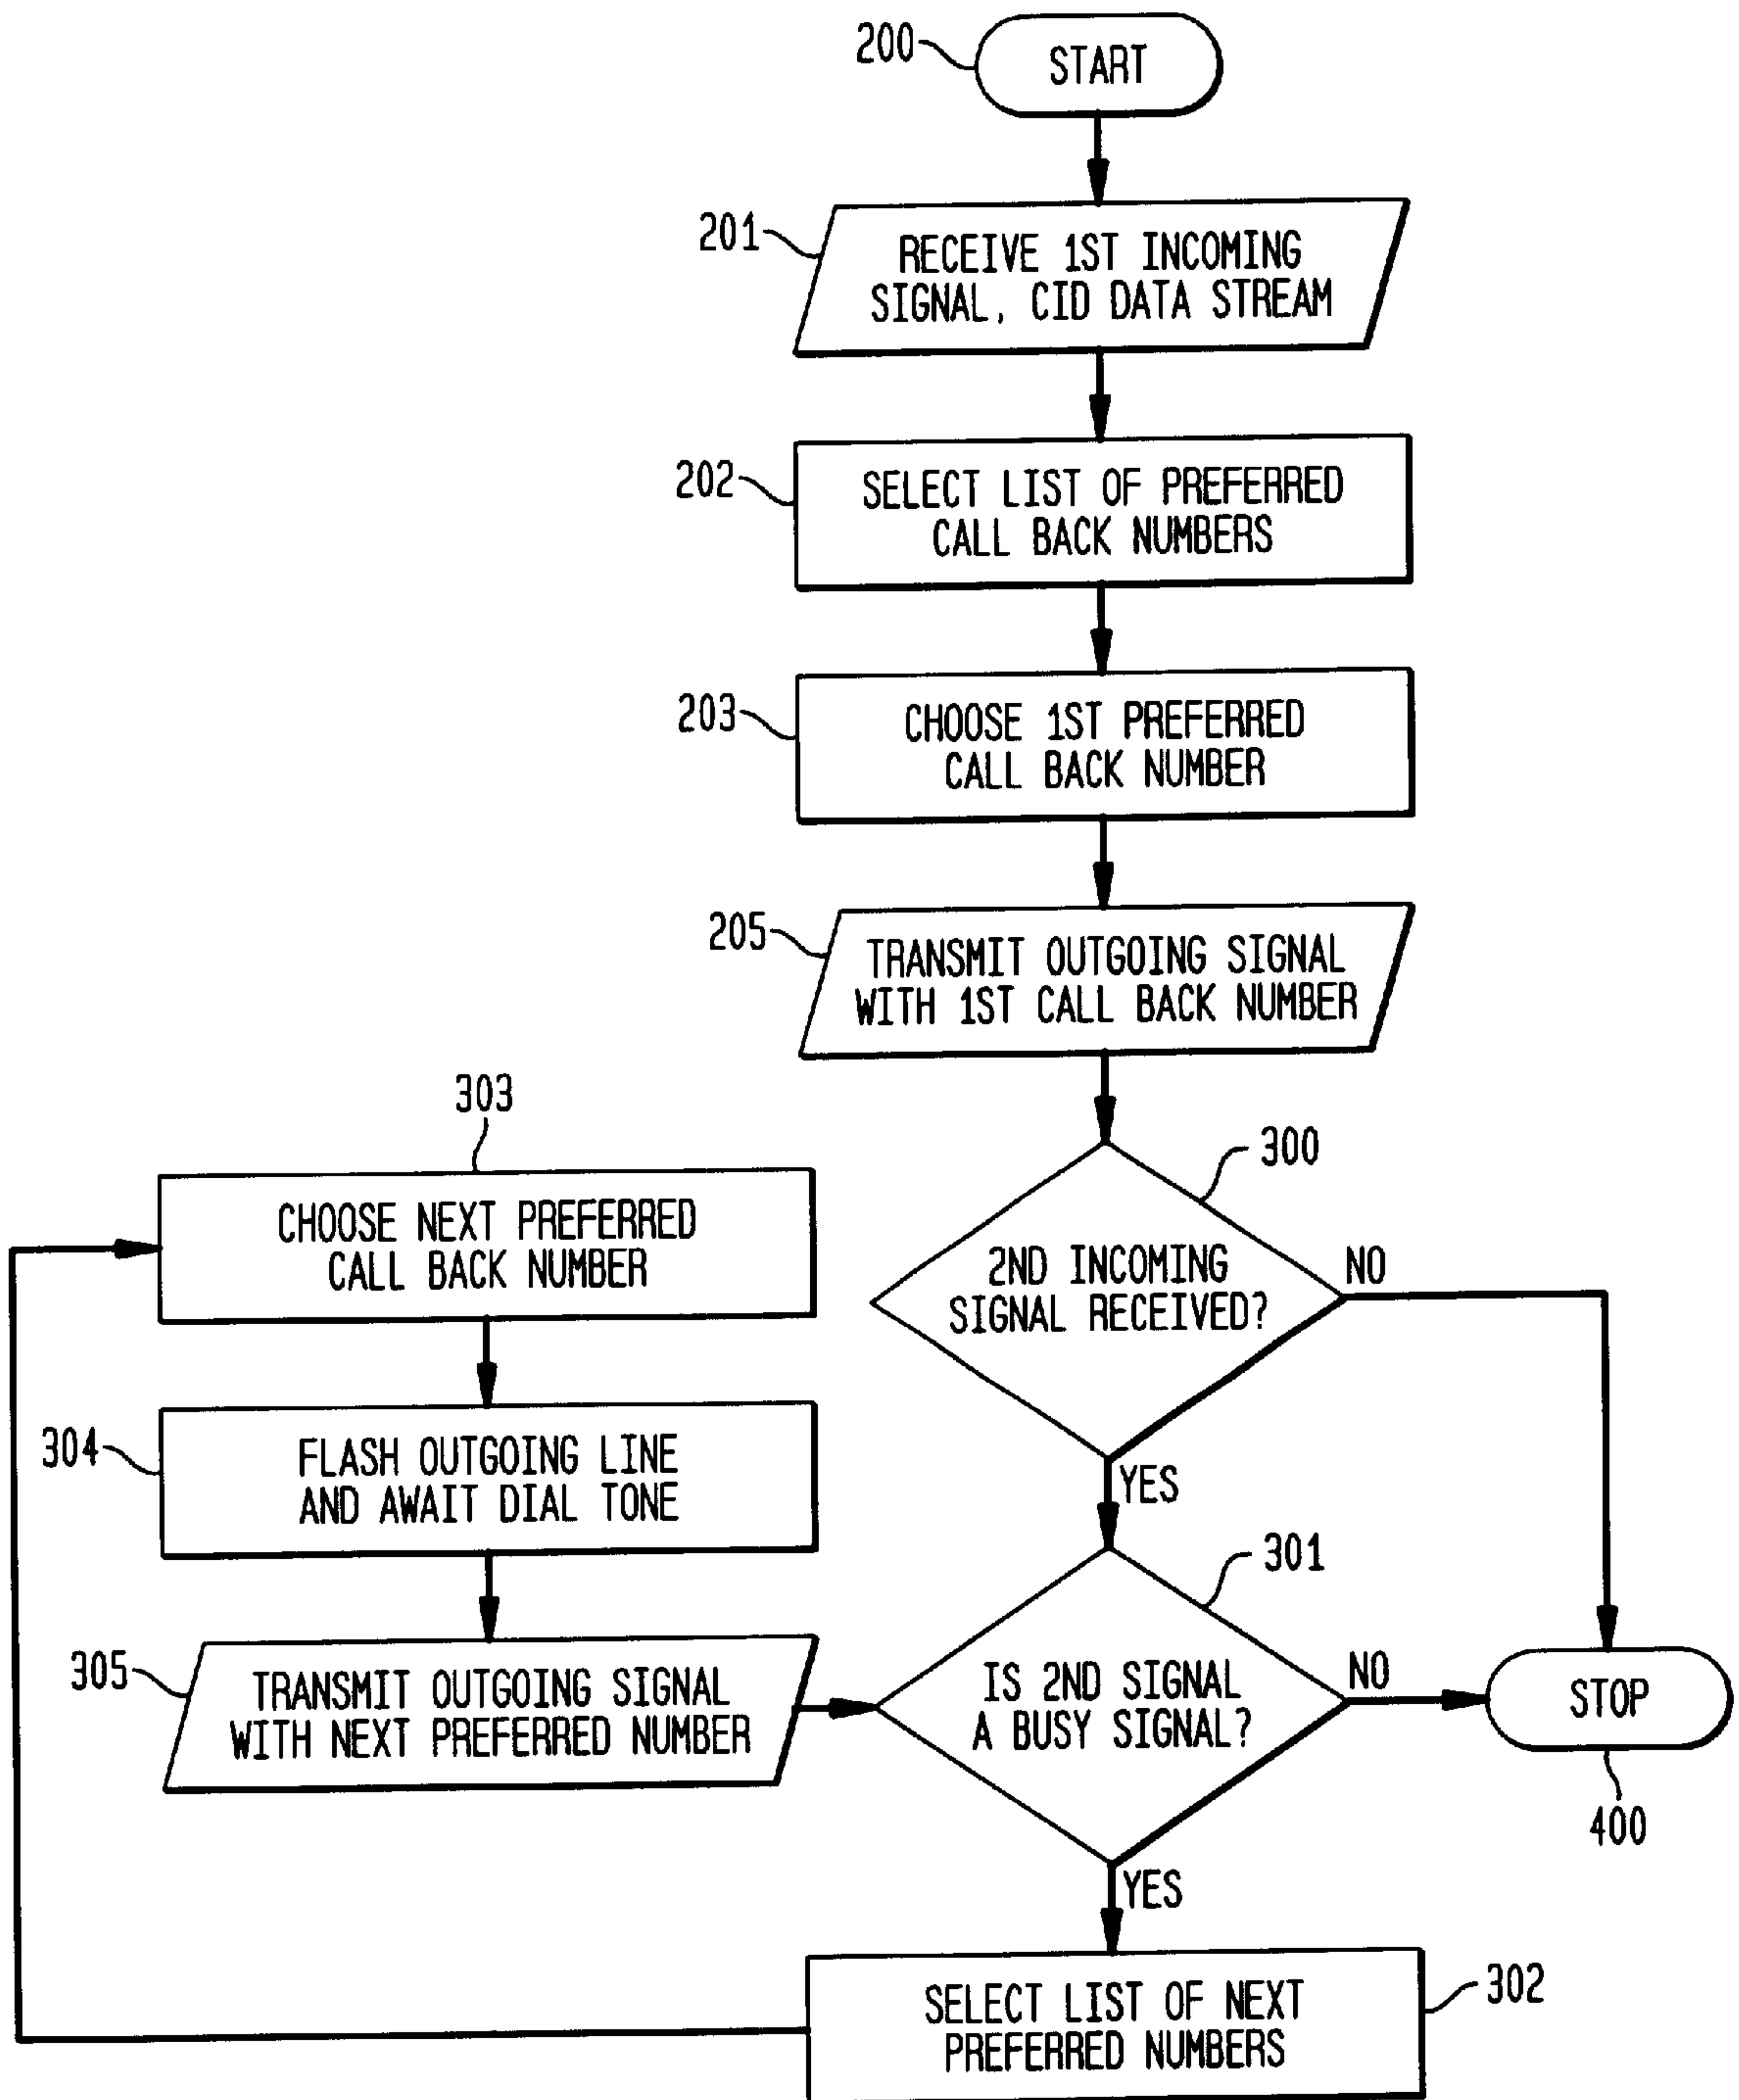 200
START
201
RECEIVE 1ST INCOMING
SIGNAL, CID DATA STREAM
202
SELECT LIST OF PREFERRED
CALL BACK NUMBERS
203
CHOOSE 1ST PREFERRED
CALL BACK NUMBER
205
TRANSMIT OUTGOING SIGNAL
WITH 1ST CALL BACK NUMBER
300
2ND INCOMING
SIGNAL RECEIVED?
NO
YES
301
IS 2ND SIGNAL
A BUSY SIGNAL?
NO
STOP
400
YES
302
SELECT LIST OF NEXT
PREFERRED NUMBERS
303
CHOOSE NEXT PREFERRED
CALL BACK NUMBER
304
FLASH OUTGOING LINE
AND AWAIT DIAL TONE
305
TRANSMIT OUTGOING SIGNAL
WITH NEXT PREFERRED NUMBER